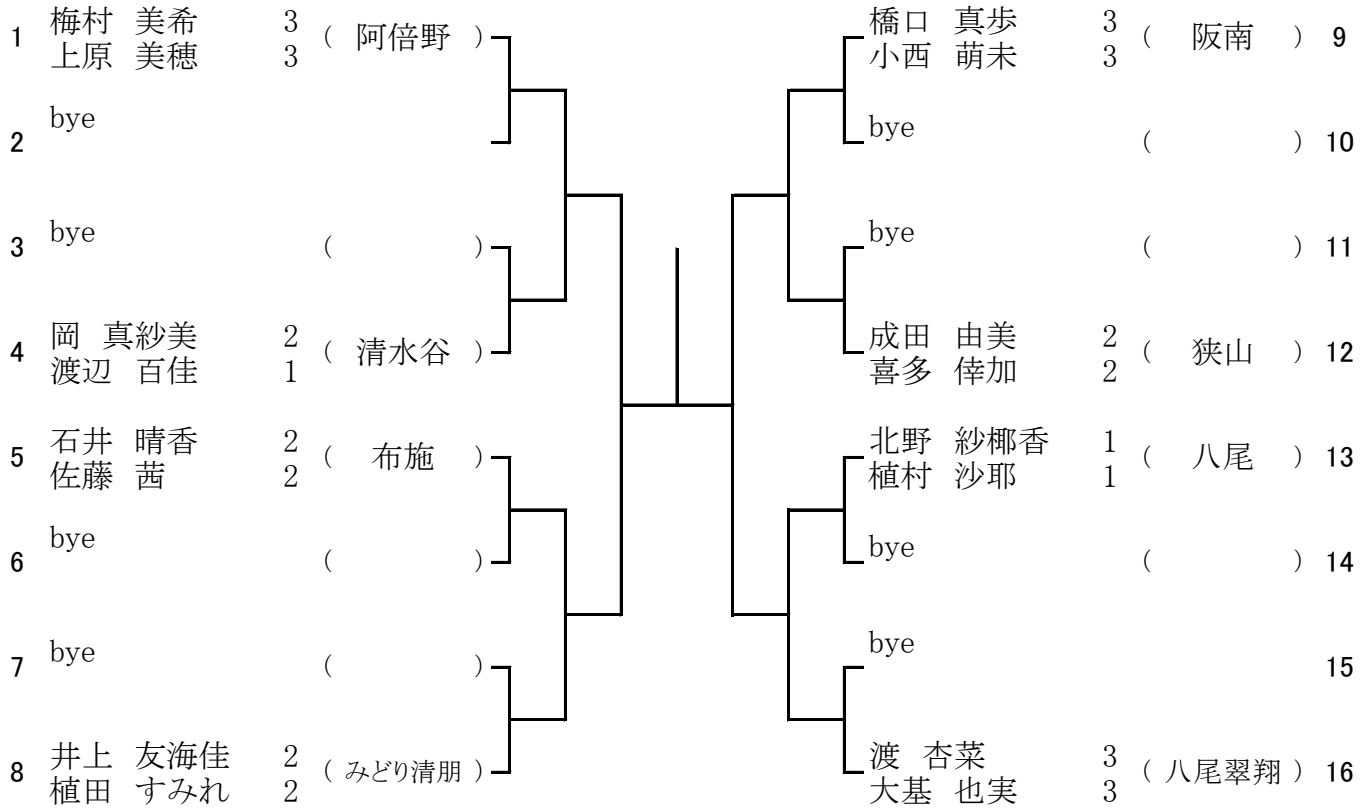 1 梅村 美希 3 ( 阿倍野 )
上原 美穂 3
2 bye
3 bye ( )
4 岡 真紗美 2 ( 清水谷 )
渡辺 百佳 1
5 石井 晴香 2 ( 布施 )
佐藤 茜 2
6 bye ( )
7 bye ( )
8 井上 友海佳 2 ( みどり清朋 )
植田 すみれ 2
橋口 真歩 3 ( 阪南 ) 9
小西 萌未 3
bye ( ) 10
bye ( ) 11
成田 由美 2 ( 狭山 ) 12
喜多 倖加 2
北野 紗椰香 1 ( 八尾 ) 13
植村 沙耶 1
bye ( ) 14
bye 15
渡 杏菜 3 ( 八尾翠翔 ) 16
大基 也実 3